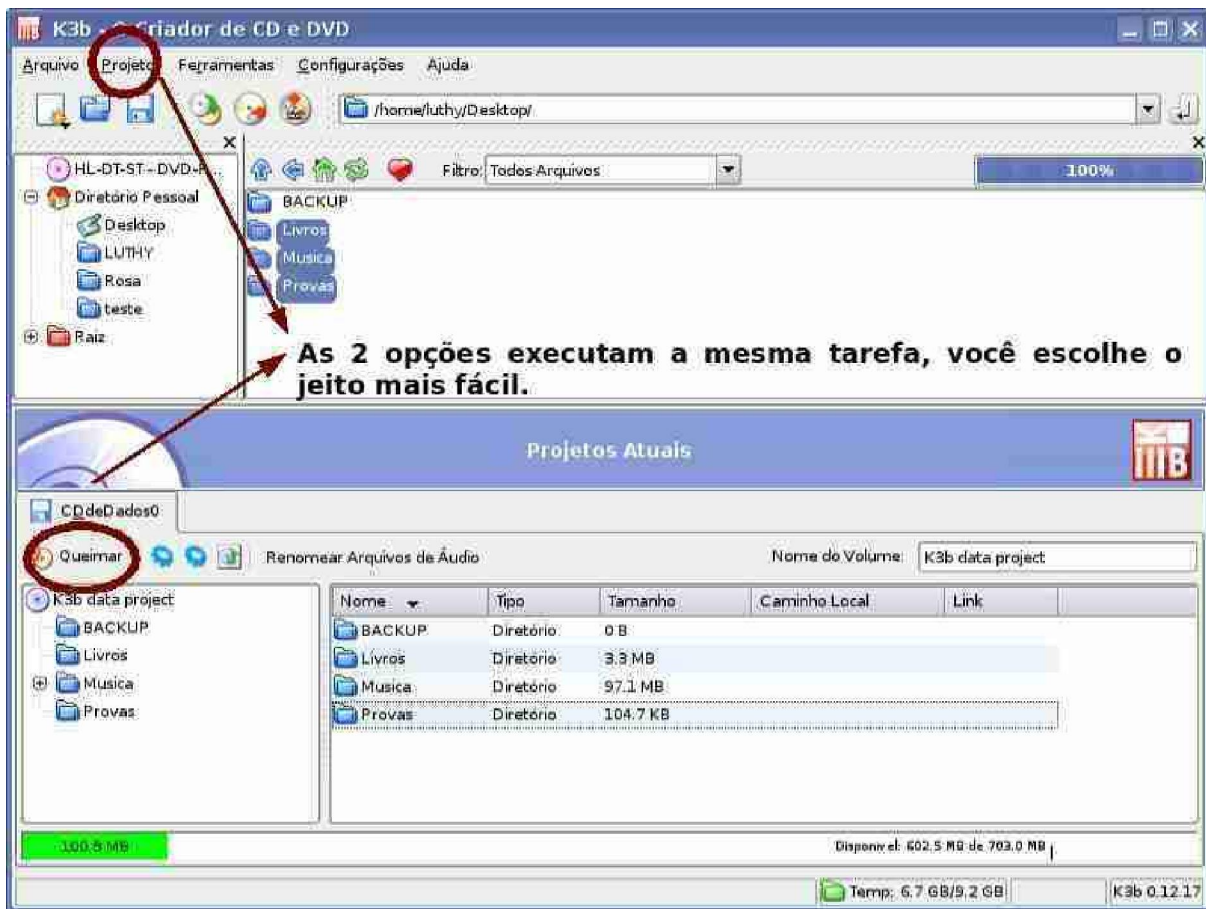 K3b - O Criador de CD e DVD
Arquivo Projeto Ferramentas Configurações Ajuda
/home/luthy/Desktop/
HL-DT-ST - DVD-R...
Filtro: Todos Arquivos
100%
Diretório Pessoal
Desktop
LUTHY
Rosa
teste
Raiz
BACKUP
Livros
Musica
Provas
As 2 opções executam a mesma tarefa, você escolhe o
jeito mais fácil.
Projetos Atuais
K3B
CDdeDados0
Queimar
Renomear Arquivos de Áudio
Nome do Volume: K3b data project
K3b data project
BACKUP
Livros
Musica
Provas
Nome Tipo Tamanho Caminho Local Link
BACKUP Diretório 0 B
Livros Diretório 3.3 MB
Musica Diretório 97.1 MB
Provas Diretório 104.7 KB
100.5 MB
Disponível: 602.5 MB de 703.0 MB
Temp: 6.7 GB/9.2 GB
K3b 0.12.17